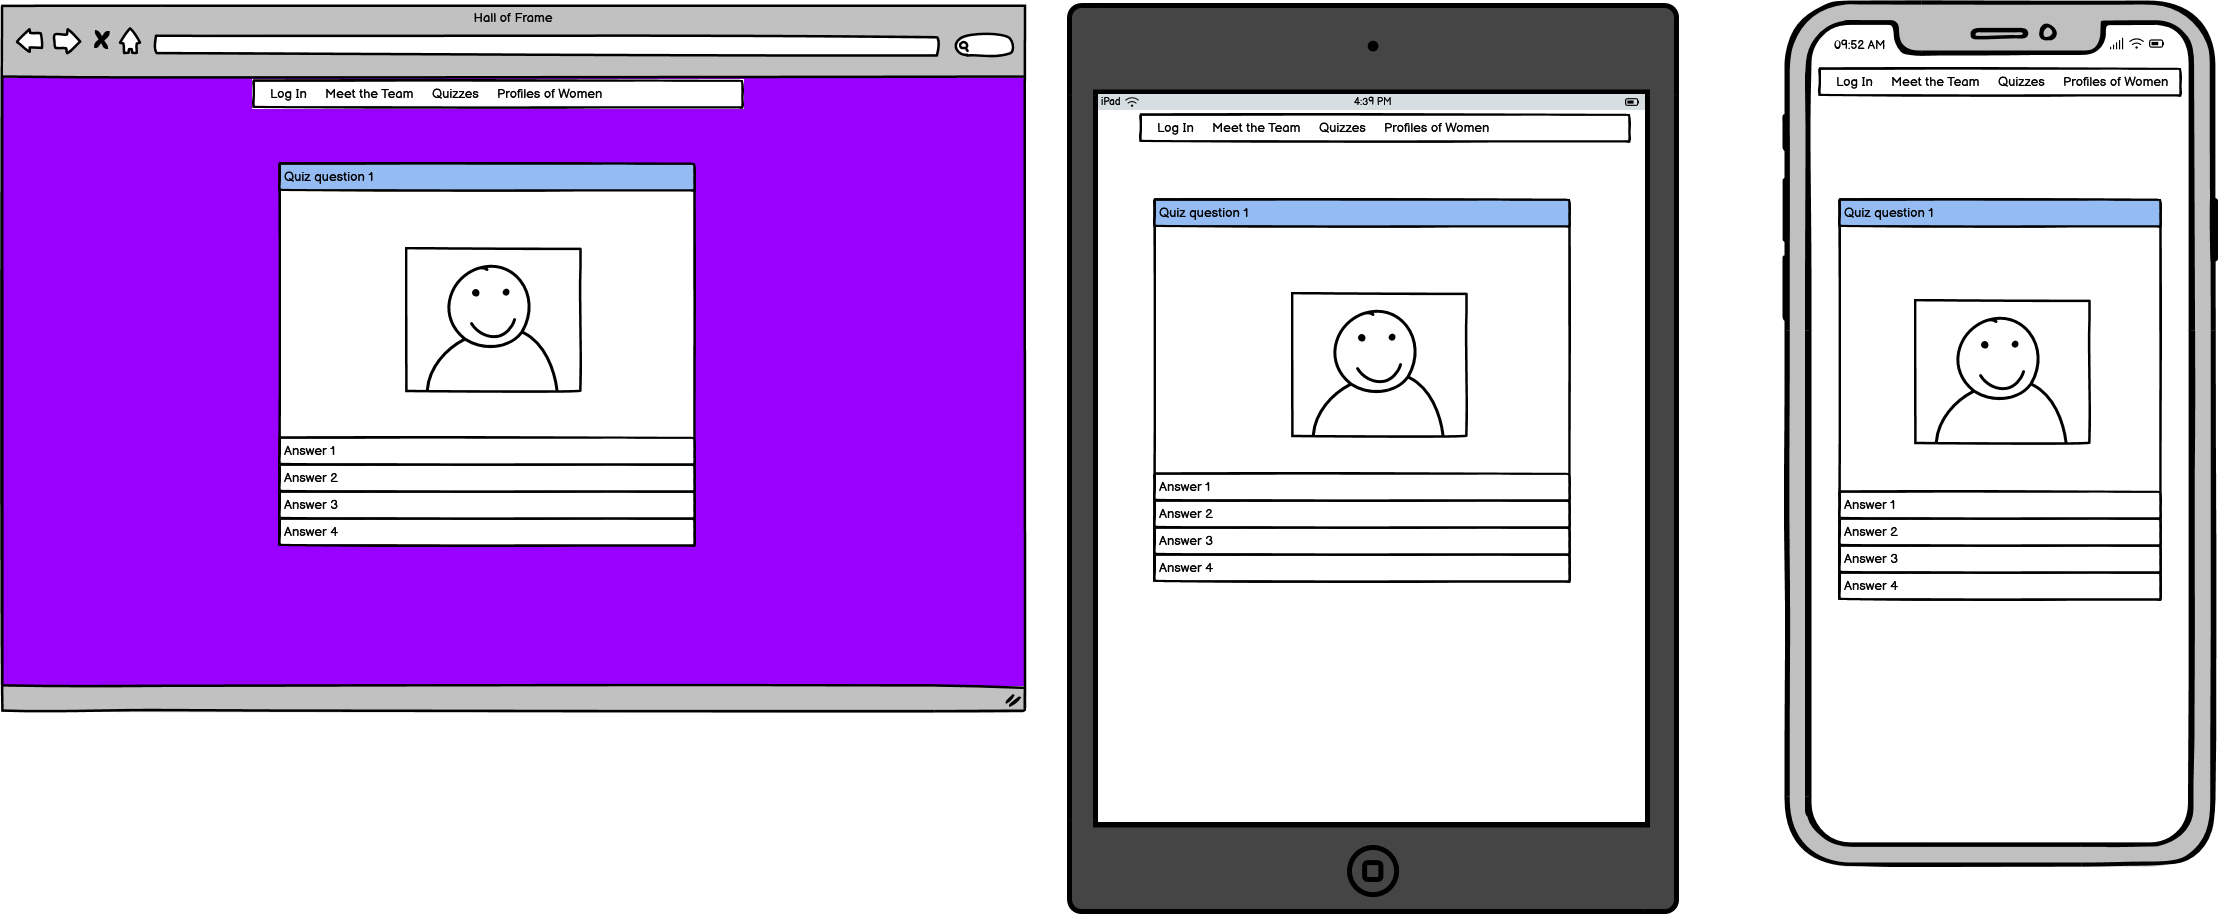 Hall of Frame
Log In Meet the Team Quizzes Profiles of Women
Quiz question 1
Answer 1
Answer 2
Answer 3
Answer 4
iPad 4:39 PM
Log In Meet the Team Quizzes Profiles of Women
Quiz question 1
Answer 1
Answer 2
Answer 3
Answer 4
09:52 AM
Log In Meet the Team Quizzes Profiles of Women
Quiz question 1
Answer 1
Answer 2
Answer 3
Answer 4